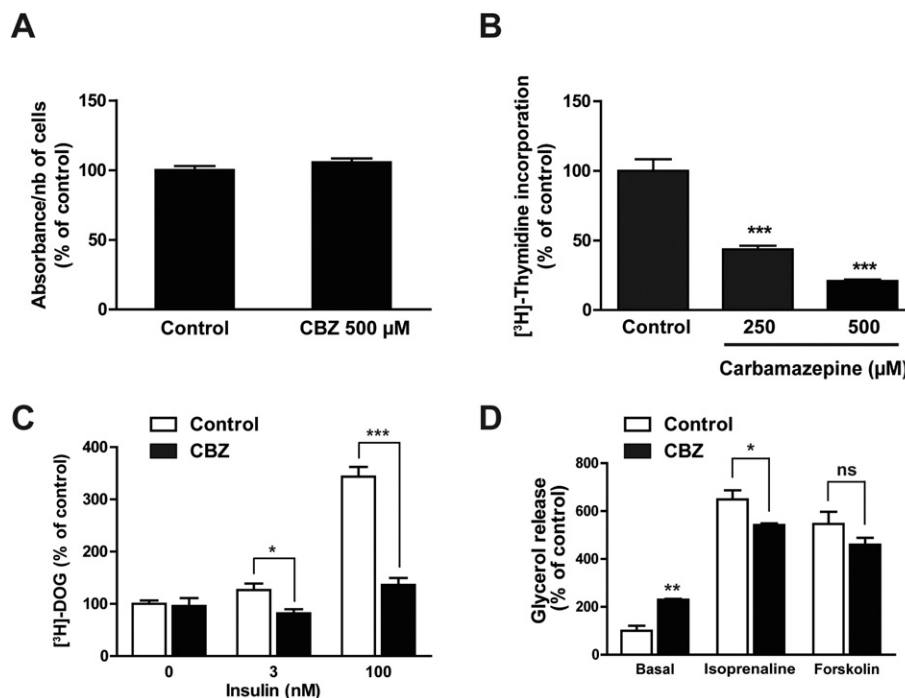 A
Absorbance/nb of cells
(% of control)
150
100
50
0
Control
CBZ 500 µM
B
[³H]-Thymidine incorporation
(% of control)
150
100
50
0
***
***
Control
250
500
Carbamazepine (µM)
C
Control
CBZ
[³H]-DOG (% of control)
400
300
200
100
0
*
***
0
3
100
Insulin (nM)
D
Control
CBZ
Glycerol release
(% of control)
800
600
400
200
0
**
*
ns
Basal
Isoprenaline
Forskolin